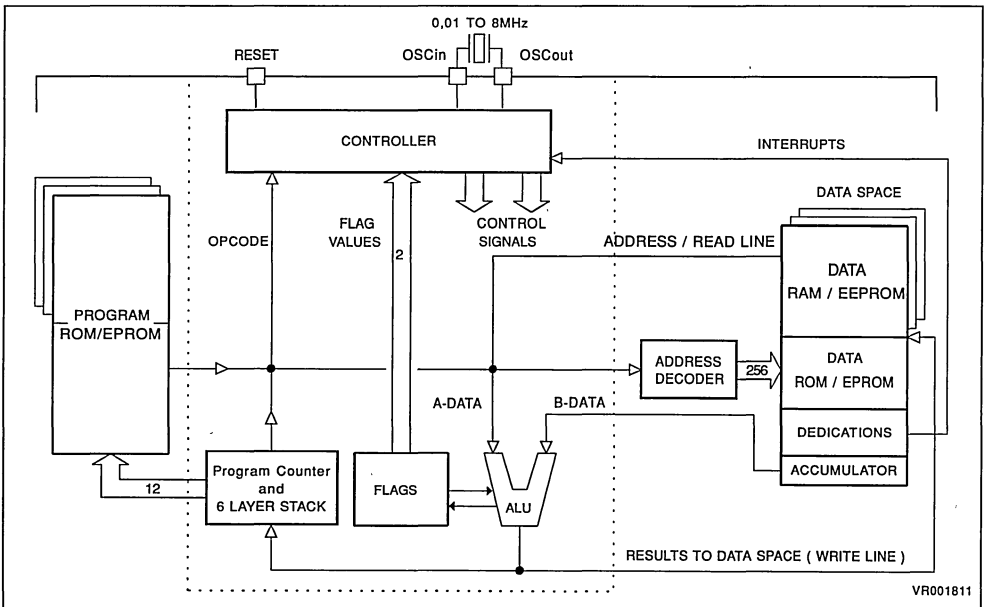 0,01 TO 8MHz
RESET
OSCin
OSCout
CONTROLLER
INTERRUPTS
DATA SPACE
OPCODE
FLAG
VALUES
2
CONTROL
SIGNALS
ADDRESS / READ LINE
DATA
RAM / EEPROM
PROGRAM
ROM/EPROM
ADDRESS
DECODER
256
DATA
ROM / EPROM
A-DATA
B-DATA
DEDICATIONS
ACCUMULATOR
12
Program Counter
and
6 LAYER STACK
FLAGS
ALU
RESULTS TO DATA SPACE ( WRITE LINE )
VR001811